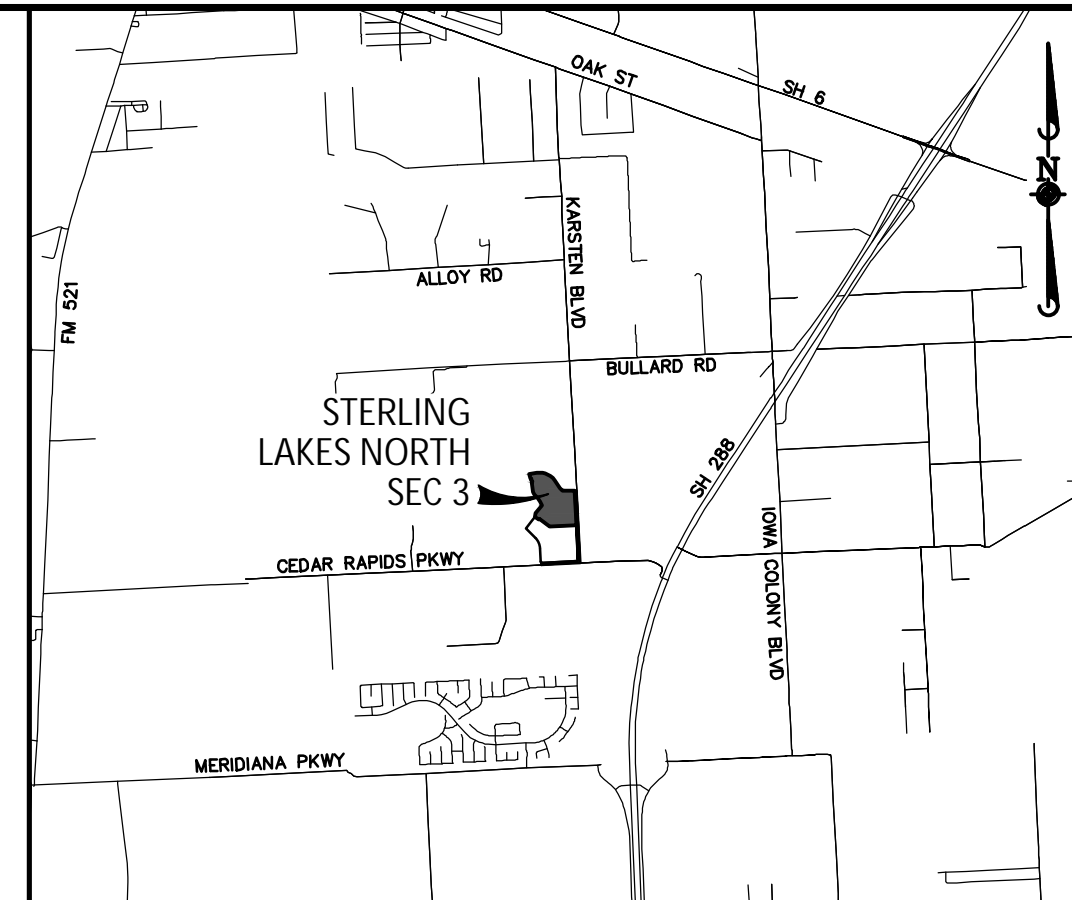 OAK ST
SH 6
N
KARSTEN BLVD
ALLOY RD
FM 521
BULLARD RD
STERLING
LAKES NORTH
SEC 3
SH 288
IOWA COLONY BLVD
CEDAR RAPIDS PKWY
MERIDIANA PKWY